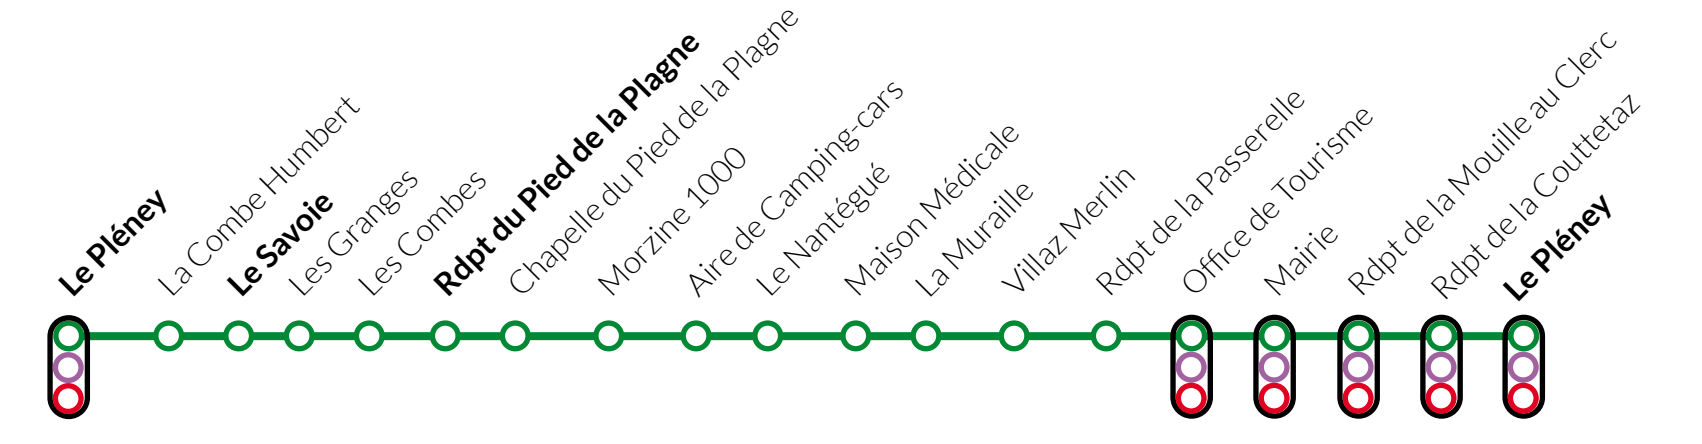 Le Pléney
La Combe Humbert
Le Savoie
Les Granges
Les Combes
Rdpt du Pied de la Plagne
Chapelle du Pied de la Plagne
Morzine 1000
Aire de Camping-cars
Le Nantégué
Maison Médicale
La Muraille
Villaz Merlin
Rdpt de la Passerelle
Office de Tourisme
Mairie
Rdpt de la Mouille au Clerc
Rdpt de la Couttetaz
Le Pléney